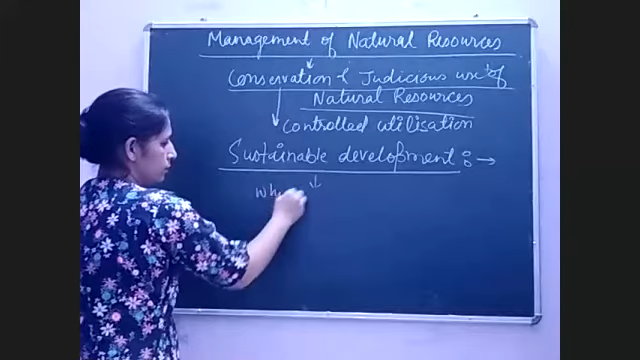 Management of Natural Resources
↓
Conservation & Judicious use of
Natural Resources
↓ Controlled utilisation
Sustainable development : →
↓